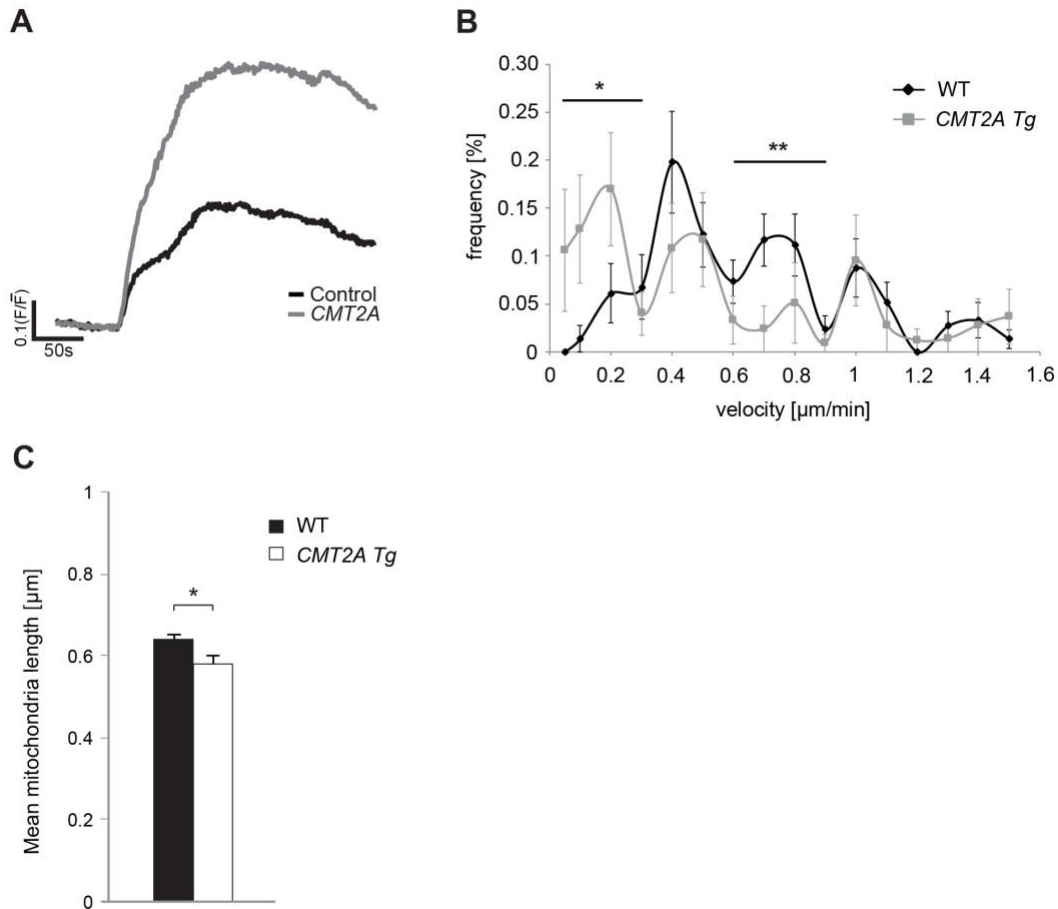 A
0.1(F/F̅)
50s
Control
CMT2A
B
0.30
0.25
0.2
0.15
0.10
0.05
0
frequency [%]
*
**
WT
CMT2A Tg
0 0.2 0.4 0.6 0.8 1 1.2 1.4 1.6
velocity [µm/min]
C
1
0.8
0.6
0.4
0.2
0
Mean mitochondria length [µm]
*
WT
CMT2A Tg